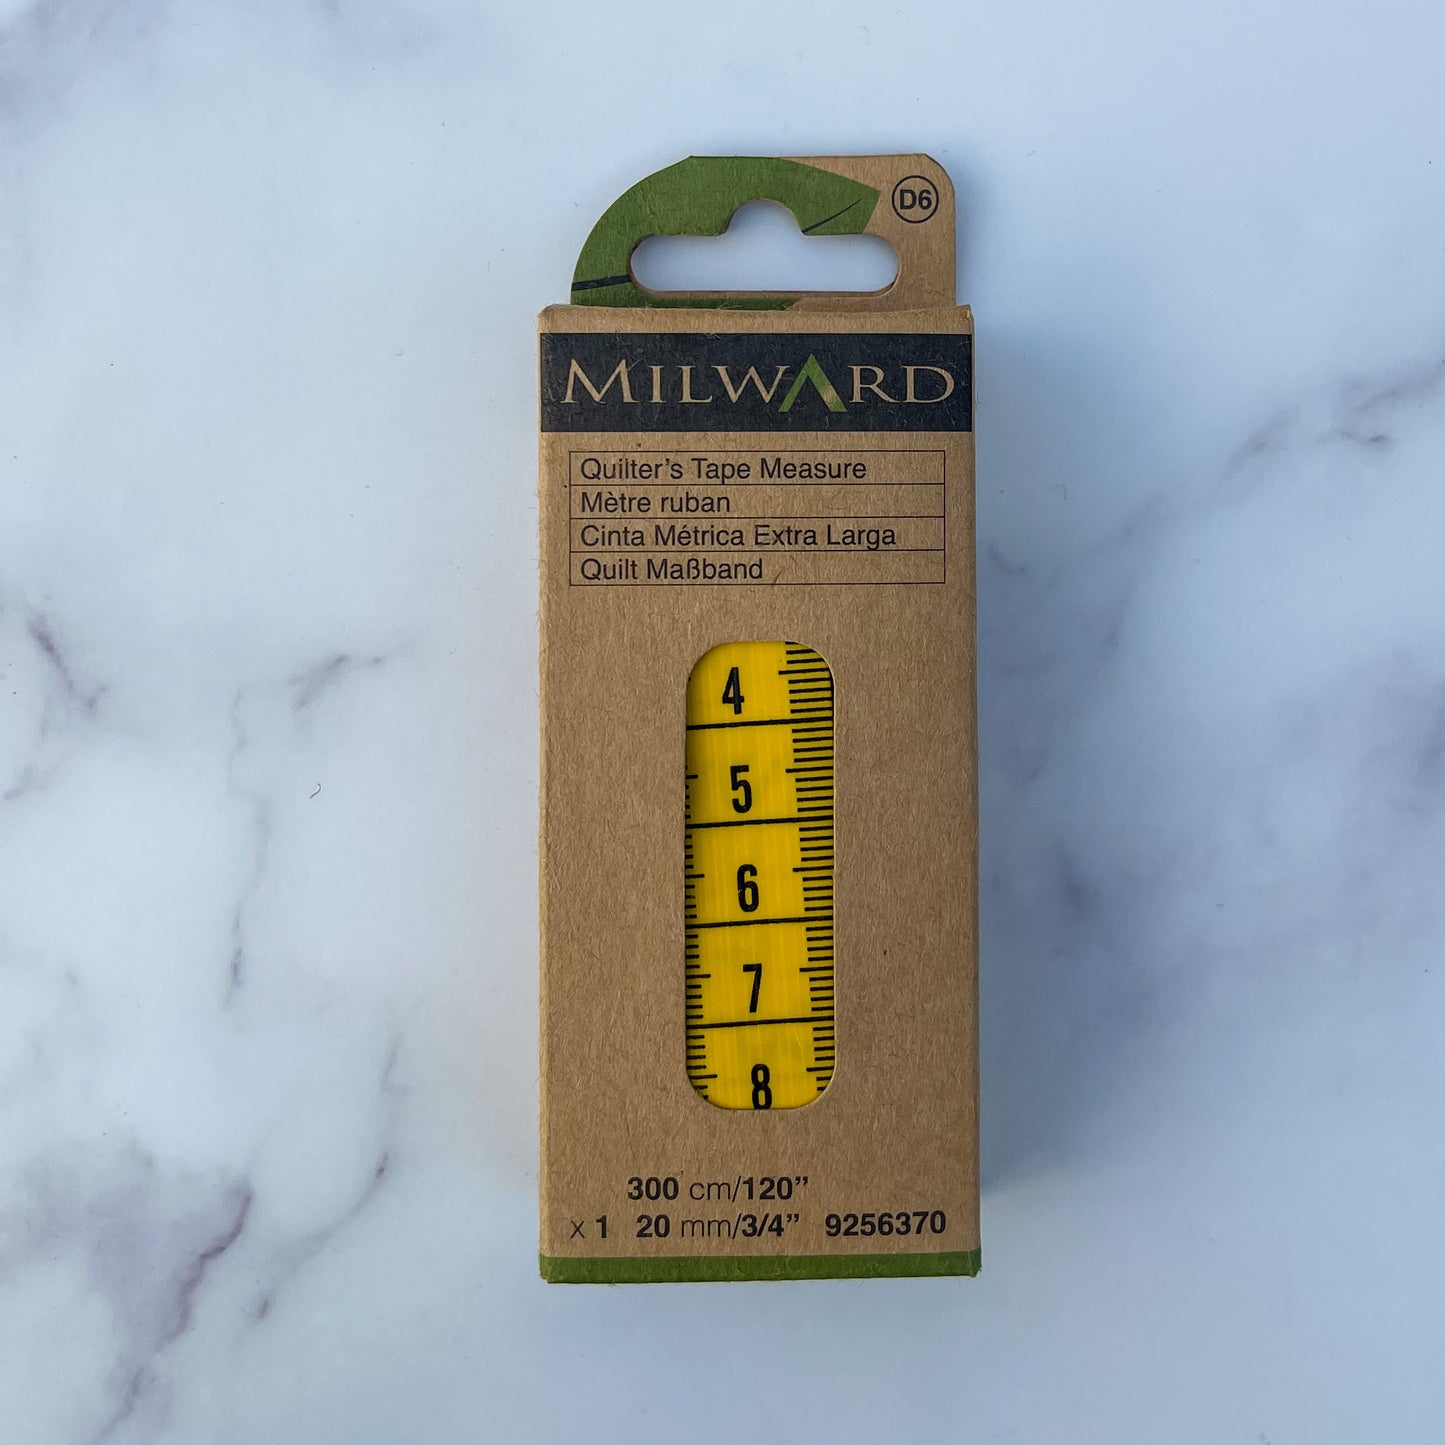 D6
MILWARD
Quilter's Tape Measure
Mètre ruban
Cinta Métrica Extra Larga
Quilt Maßband
4
5
6
7
8
300 cm/120”
x 1 20 mm/3/4” 9256370